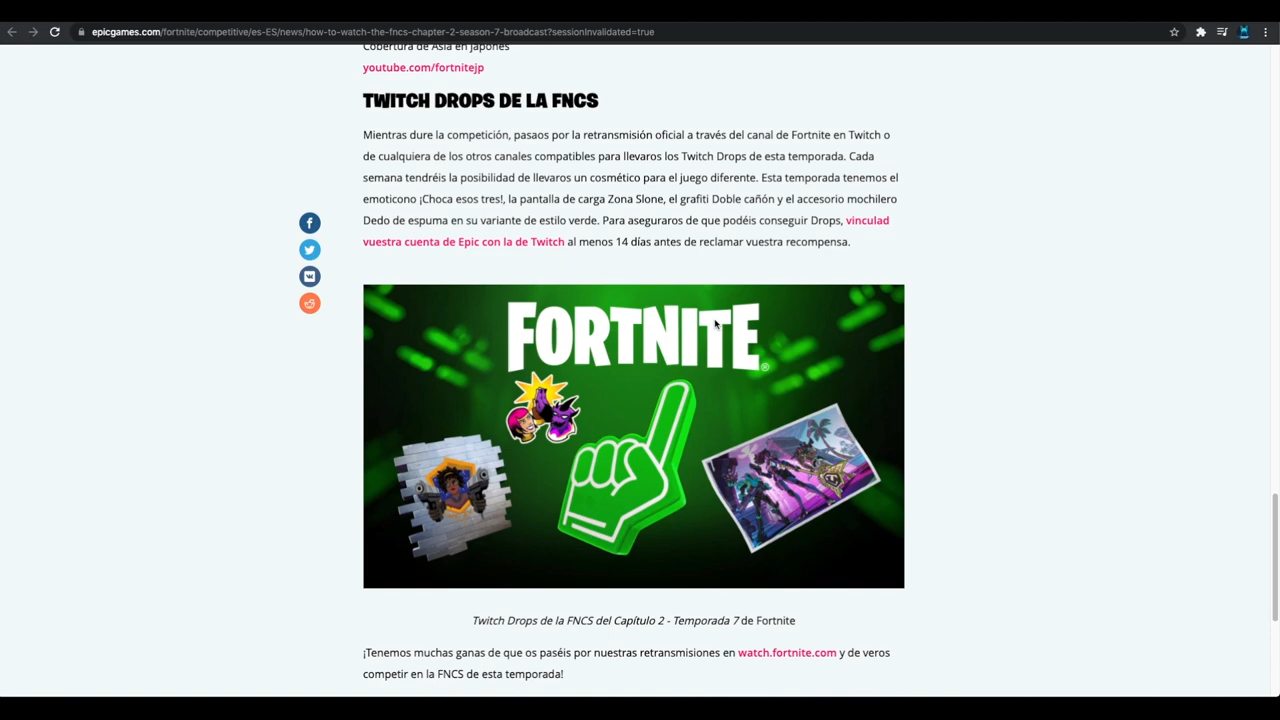 epicgames.com/fortnite/competitive/es-ES/news/how-to-watch-the-fncs-chapter-2-season-7-broadcast?sessionInvalidated=true
Cobertura de Asia en japonés
youtube.com/fortnitejp
TWITCH DROPS DE LA FNCS
Mientras dure la competición, pasaos por la retransmisión oficial a través del canal de Fortnite en Twitch o
de cualquiera de los otros canales compatibles para llevaros los Twitch Drops de esta temporada. Cada
semana tendréis la posibilidad de llevaros un cosmético para el juego diferente. Esta temporada tenemos el
emoticono ¡Choca esos tres!, la pantalla de carga Zona Slone, el grafiti Doble cañón y el accesorio mochilero
Dedo de espuma en su variante de estilo verde. Para aseguraros de que podéis conseguir Drops, vinculad
vuestra cuenta de Epic con la de Twitch al menos 14 días antes de reclamar vuestra recompensa.
FORTNITE®
Twitch Drops de la FNCS del Capítulo 2 - Temporada 7 de Fortnite
¡Tenemos muchas ganas de que os paséis por nuestras retransmisiones en watch.fortnite.com y de veros
competir en la FNCS de esta temporada!